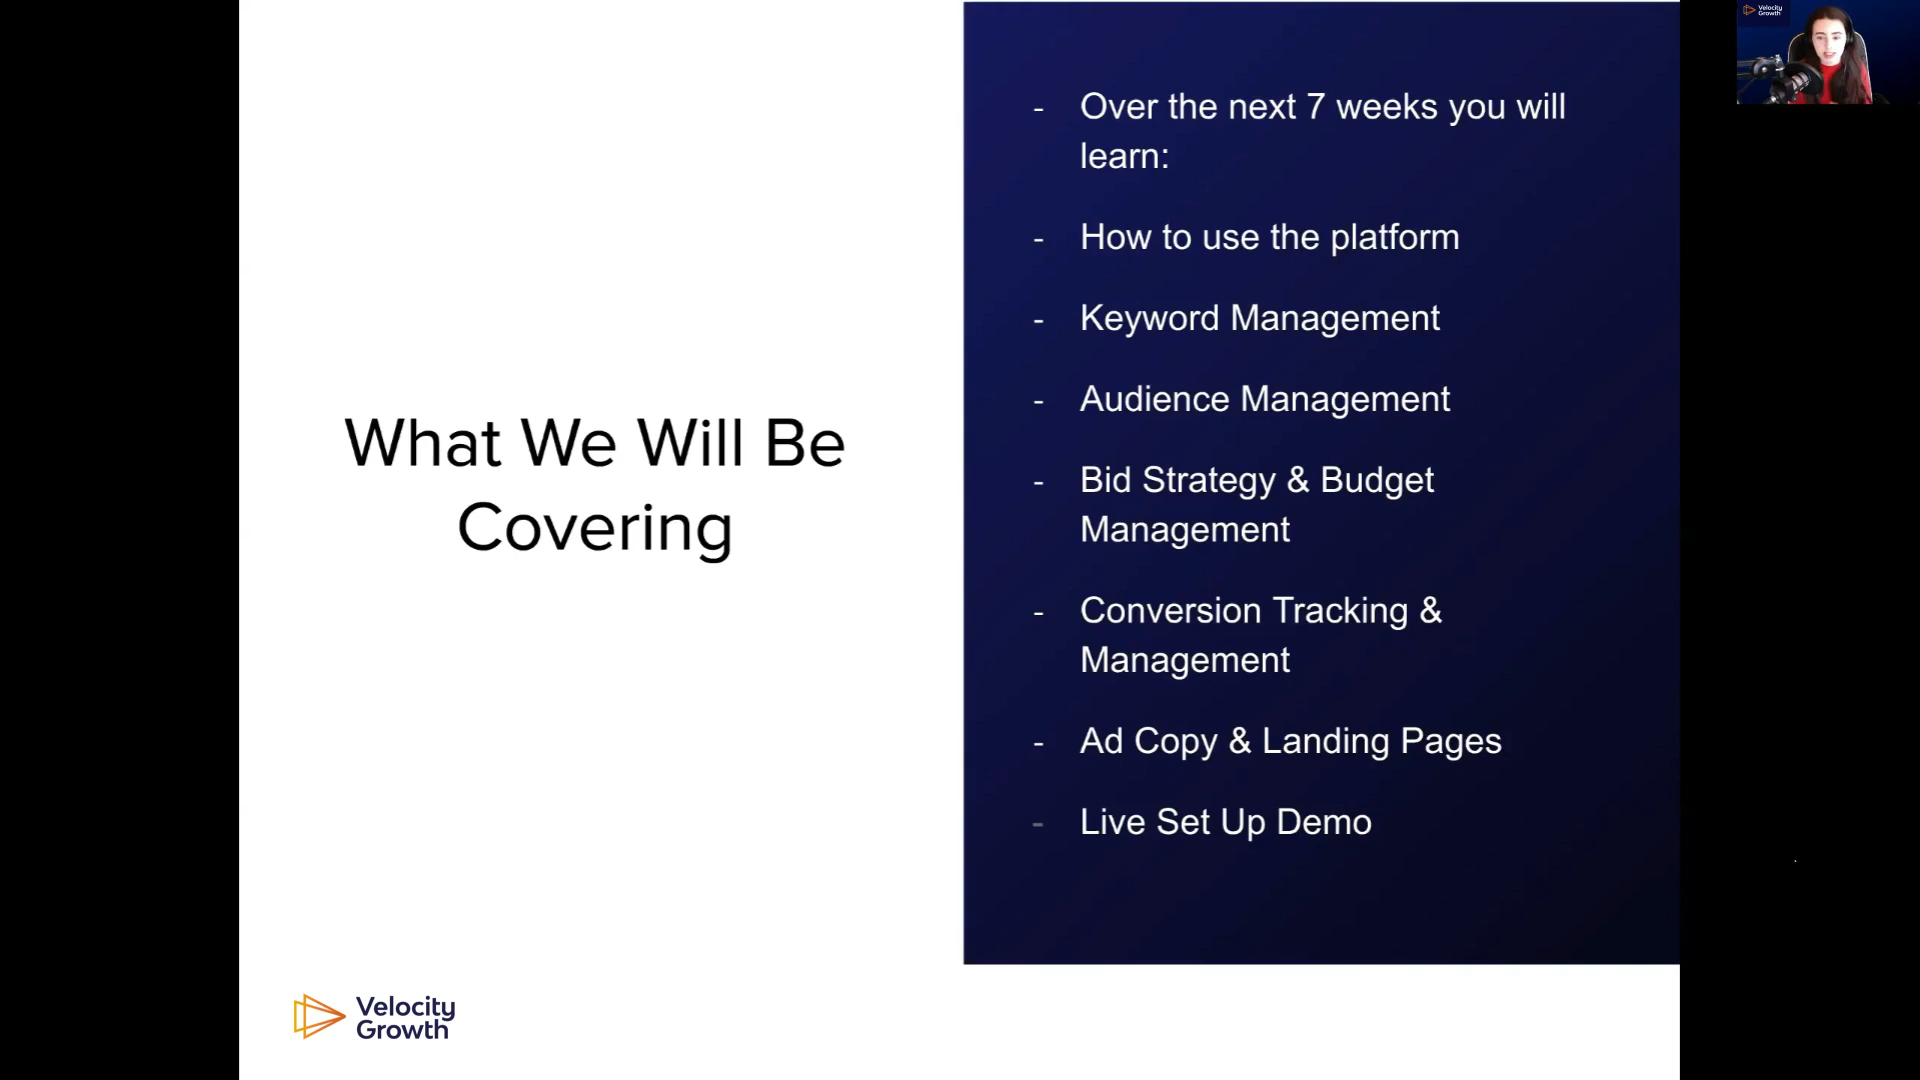 What We Will Be
Covering
- Over the next 7 weeks you will
learn:
- How to use the platform
- Keyword Management
- Audience Management
- Bid Strategy & Budget
Management
- Conversion Tracking &
Management
- Ad Copy & Landing Pages
- Live Set Up Demo
Velocity
Growth
Velocity
Growth